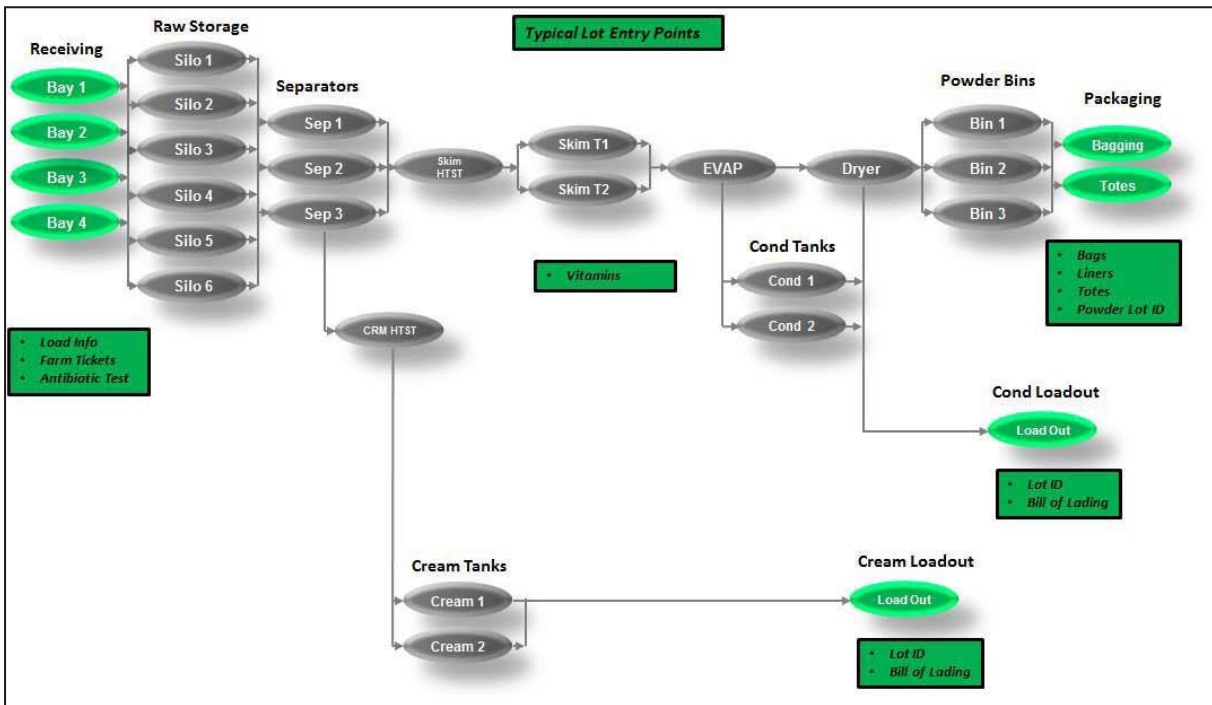 Typical Lot Entry Points
Receiving
Bay 1
Bay 2
Bay 3
Bay 4
• Load Info
• Farm Tickets
• Antibiotic Test
Raw Storage
Silo 1
Silo 2
Silo 3
Silo 4
Silo 5
Silo 6
Separators
Sep 1
Sep 2
Sep 3
Skim
HTST
CRM HTST
Skim T1
Skim T2
• Vitamins
EVAP
Cond Tanks
Cond 1
Cond 2
Dryer
Powder Bins
Bin 1
Bin 2
Bin 3
Packaging
Bagging
Totes
• Bags
• Liners
• Totes
• Powder Lot ID
Cond Loadout
Load Out
• Lot ID
• Bill of Lading
Cream Tanks
Cream 1
Cream 2
Cream Loadout
Load Out
• Lot ID
• Bill of Lading